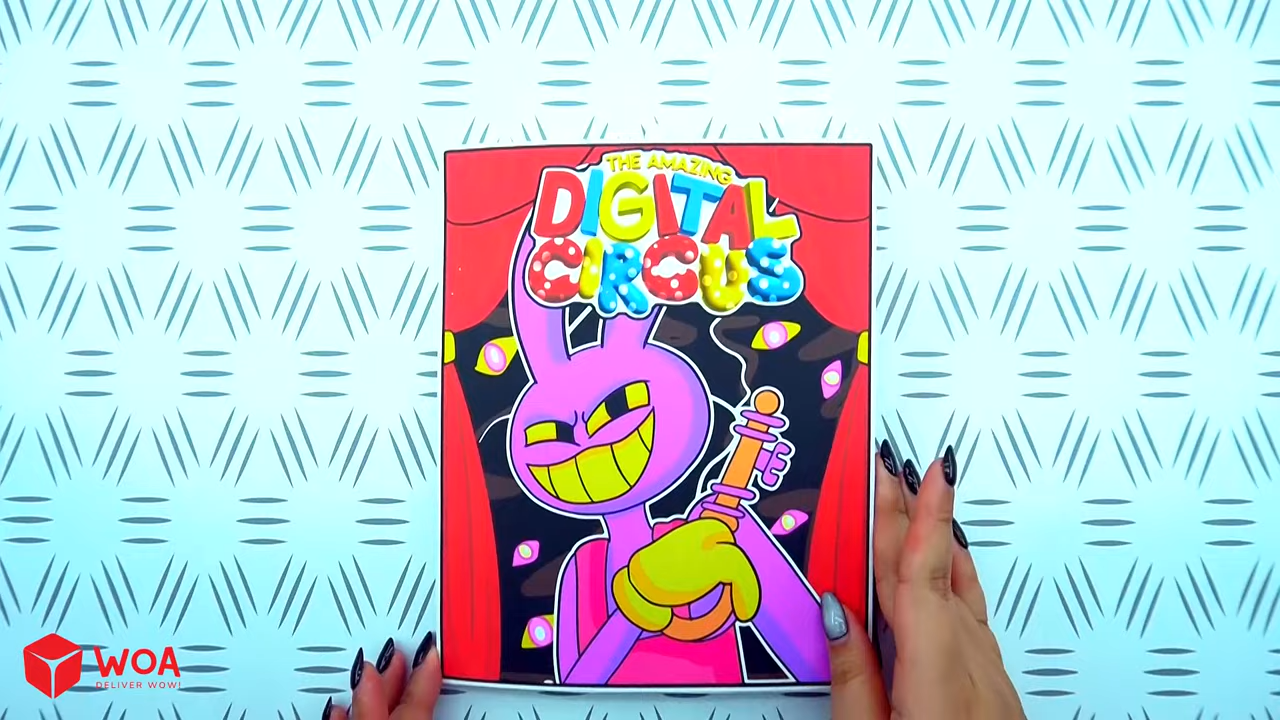 THE AMAZING
DIGITAL
CIRCUS
WOA
DELIVER WOW!